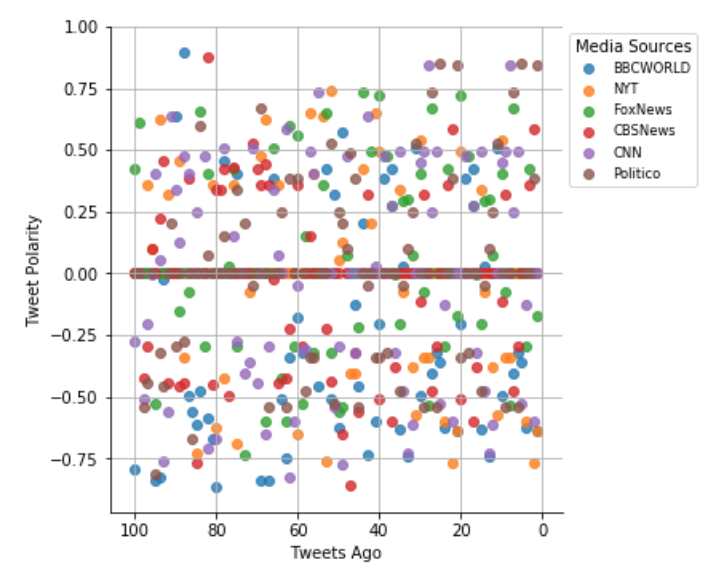 1.00
0.75
0.50
0.25
0.00
−0.25
−0.50
−0.75
Tweet Polarity
100
80
60
40
20
0
Tweets Ago
Media Sources
BBCWORLD
NYT
FoxNews
CBSNews
CNN
Politico